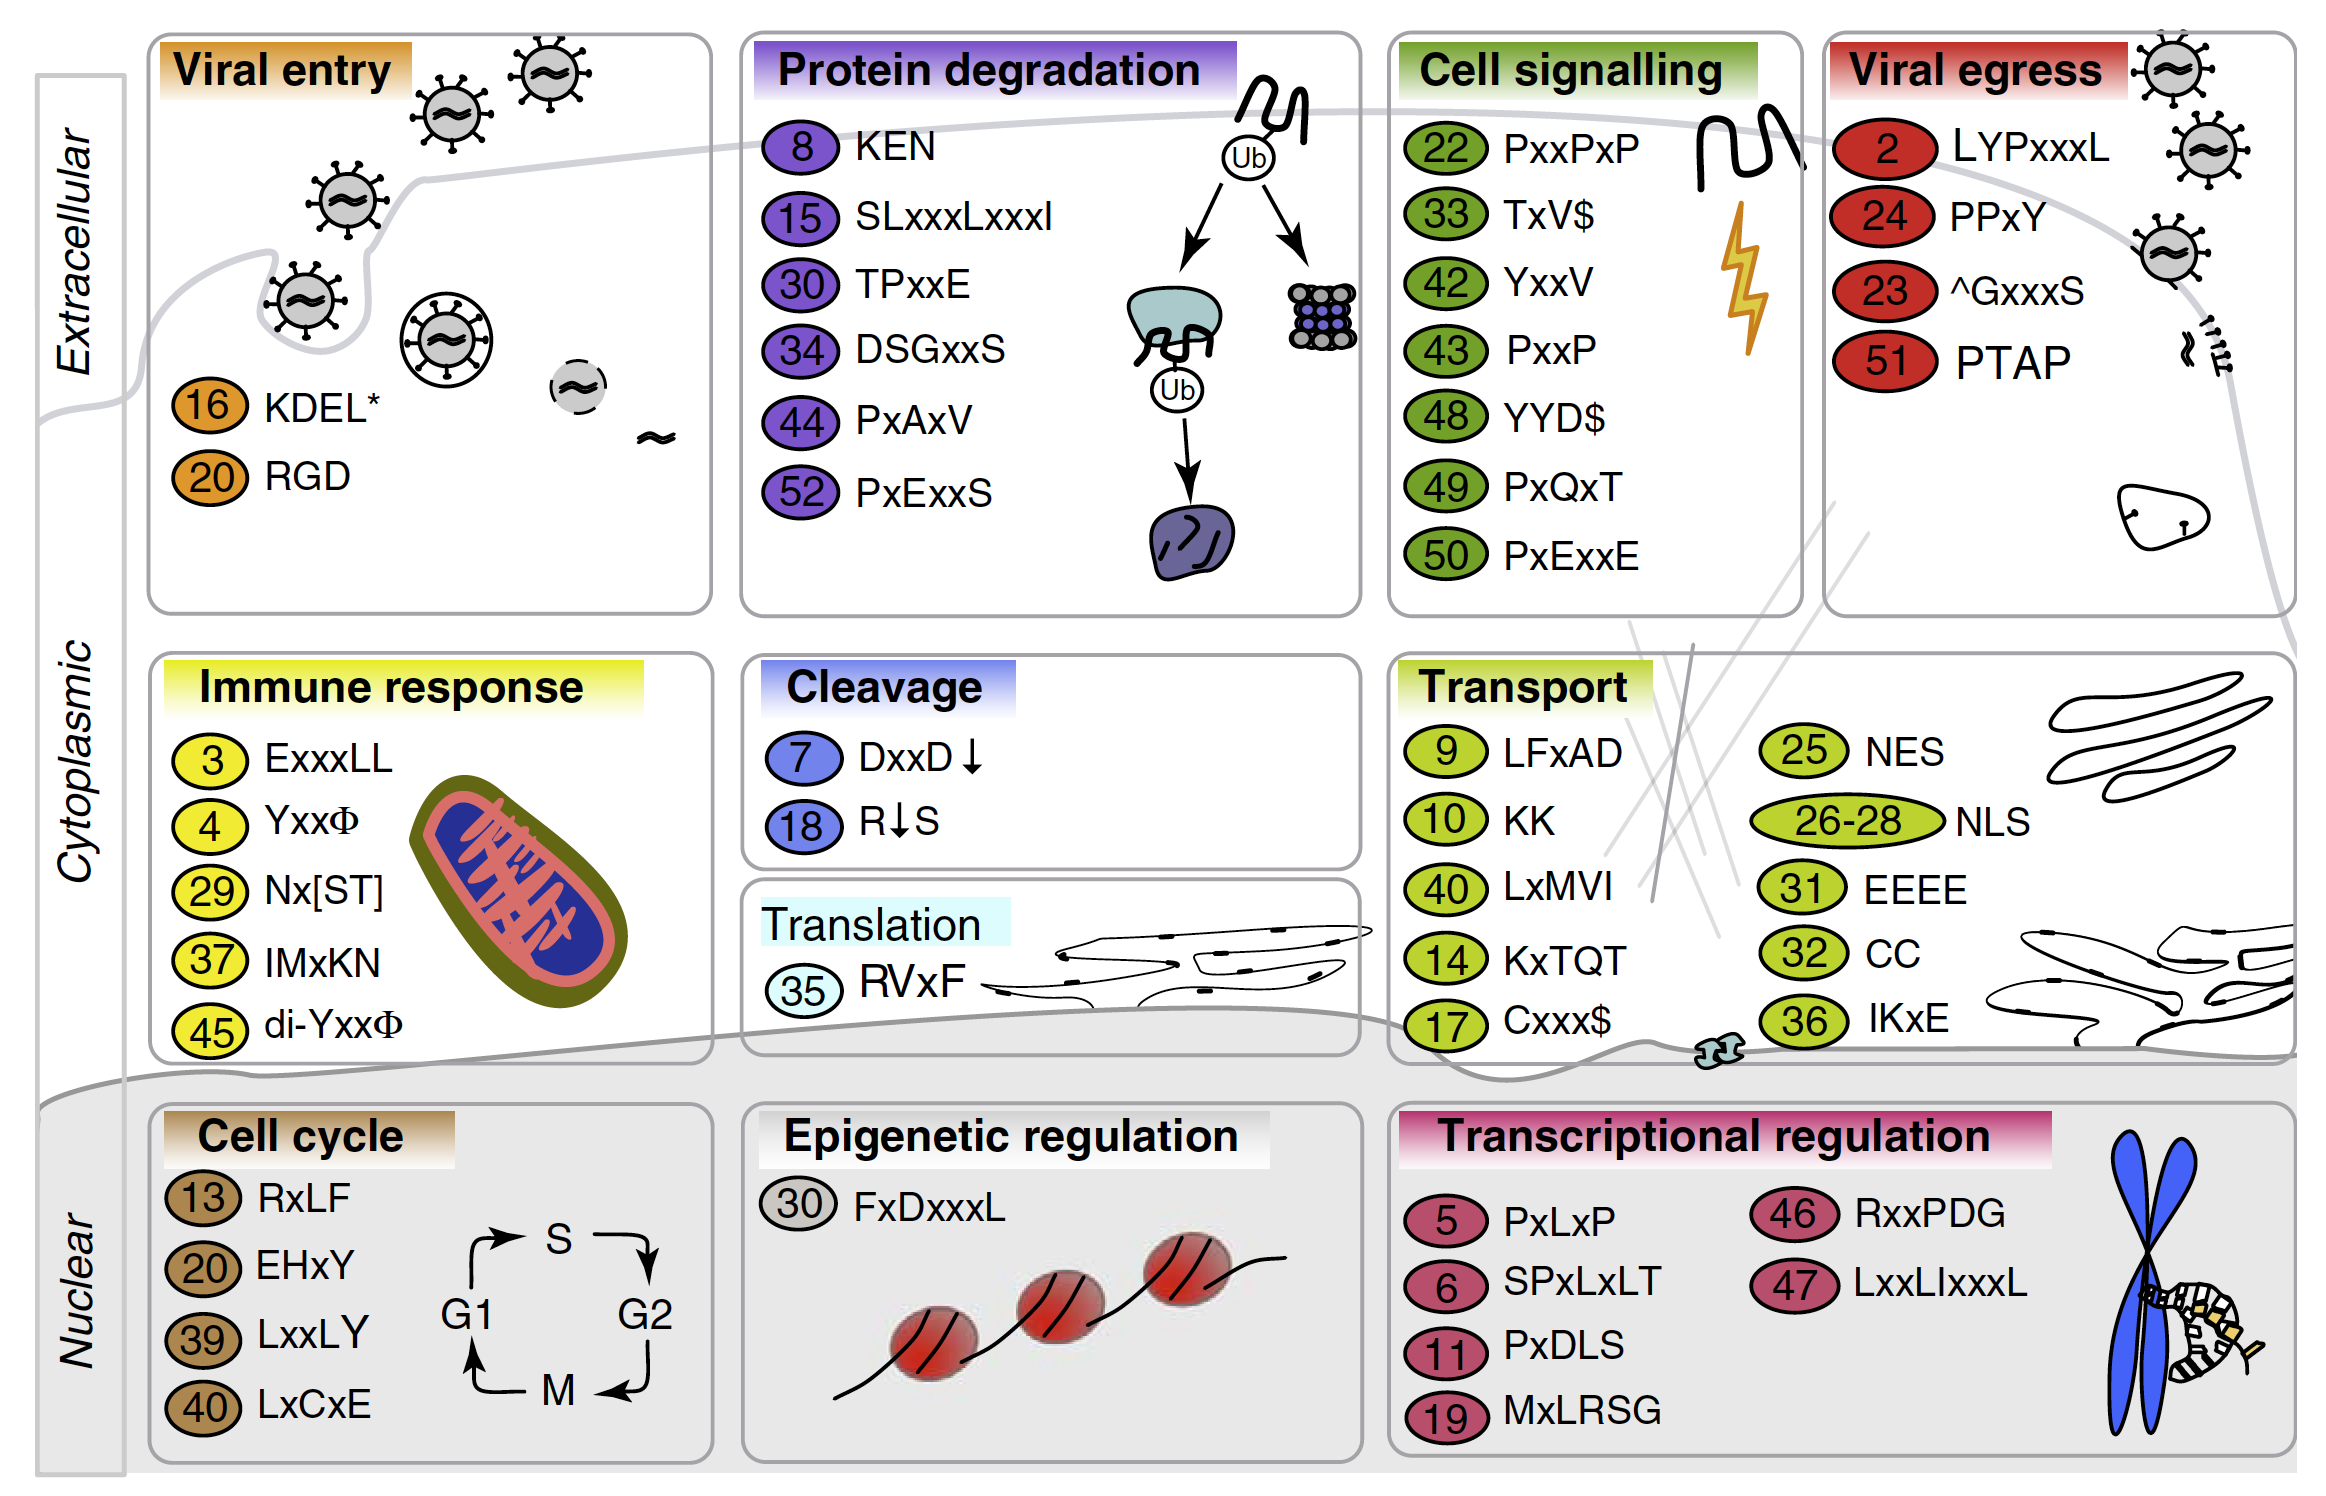 Extracellular
Cytoplasmic
Nuclear
Viral entry
16 KDEL*
20 RGD
Protein degradation
8 KEN
15 SLxxxLxxxI
30 TPxxE
34 DSGxxS
44 PxAxV
52 PxExxS
Ub
Ub
Cell signalling
22 PxxPxP
33 TxV$
42 YxxV
43 PxxP
48 YYD$
49 PxQxT
50 PxExxE
Viral egress
2 LYPxxxL
24 PPxY
23 ^GxxxS
51 PTAP
Immune response
3 ExxxLL
4 YxxΦ
29 Nx[ST]
37 IMxKN
45 di-YxxΦ
Cleavage
7 DxxD↓
18 R↓S
Translation
35 RVxF
Transport
9 LFxAD
10 KK
40 LxMVI
14 KxTQT
17 Cxxx$
25 NES
26-28 NLS
31 EEEE
32 CC
36 IKxE
Cell cycle
13 RxLF
20 EHxY
39 LxxLY
40 LxCxE
S
G1 G2
M
Epigenetic regulation
30 FxDxxxL
Transcriptional regulation
5 PxLxP
6 SPxLxLT
11 PxDLS
19 MxLRSG
46 RxxPDG
47 LxxLIxxxL